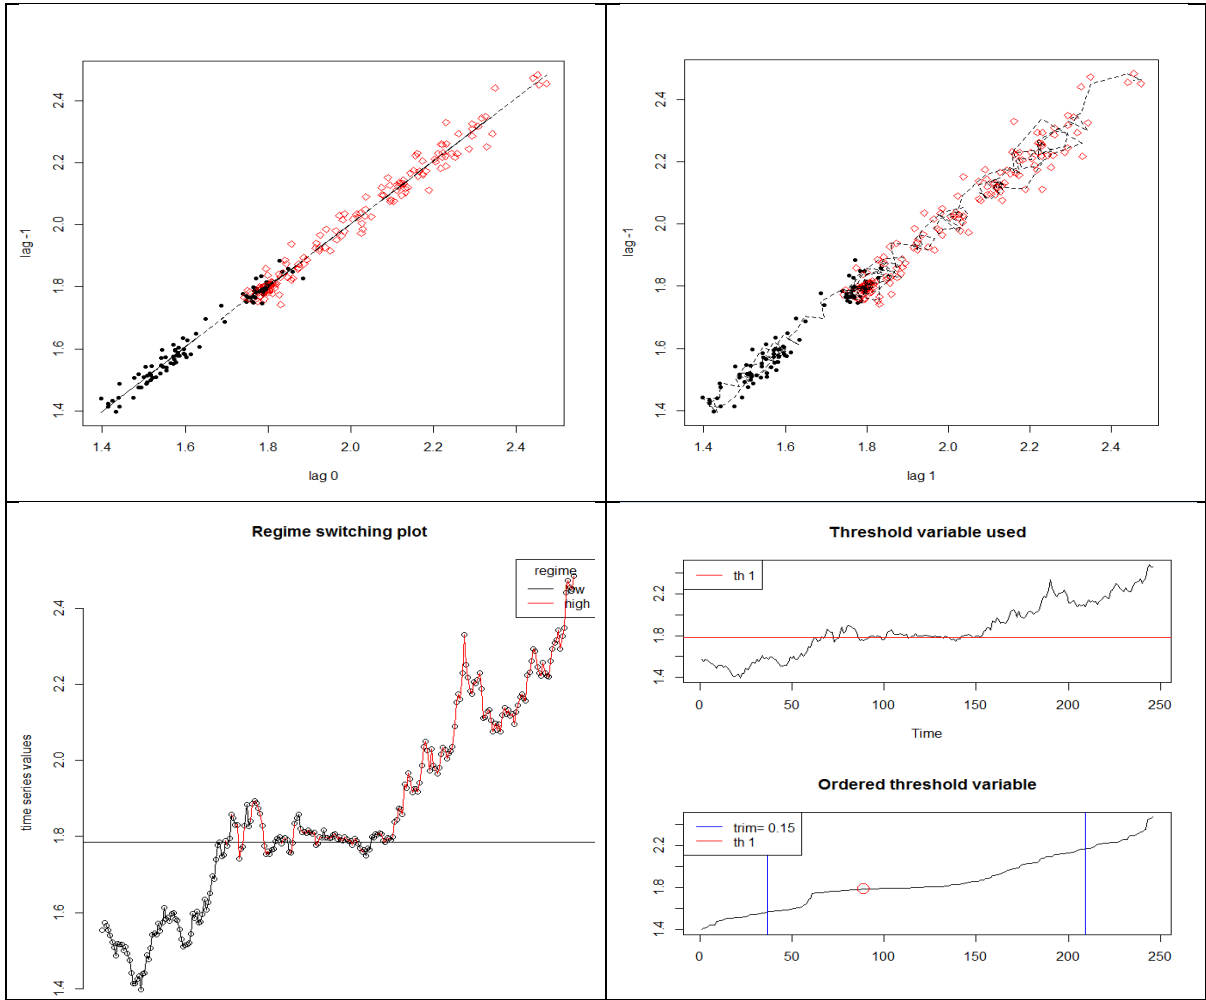 lag -1
2.4
2.2
2.0
1.8
1.6
1.4
1.4 1.6 1.8 2.0 2.2 2.4
lag 0
lag -1
2.4
2.2
2.0
1.8
1.6
1.4
1.4 1.6 1.8 2.0 2.2 2.4
lag 1
Regime switching plot
regime
low
high
time series values
2.4
2.2
2.0
1.8
1.6
1.4
Threshold variable used
th 1
2.2
1.8
1.4
0 50 100 150 200 250
Time
Ordered threshold variable
trim= 0.15
th 1
2.2
1.8
1.4
0 50 100 150 200 250